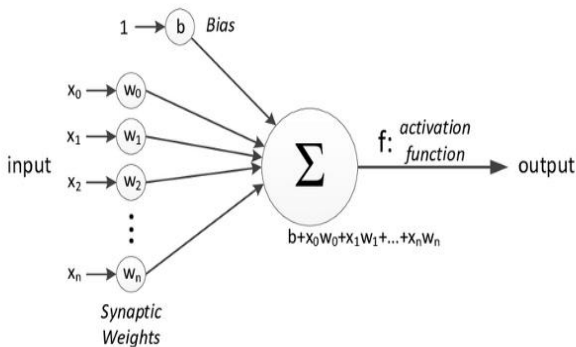 1 b Bias
x₀ w₀
x₁ w₁
input x₂ w₂ Σ f: activation function output
b+x₀w₀+x₁w₁+...+xₙwₙ
xₙ wₙ
Synaptic
Weights